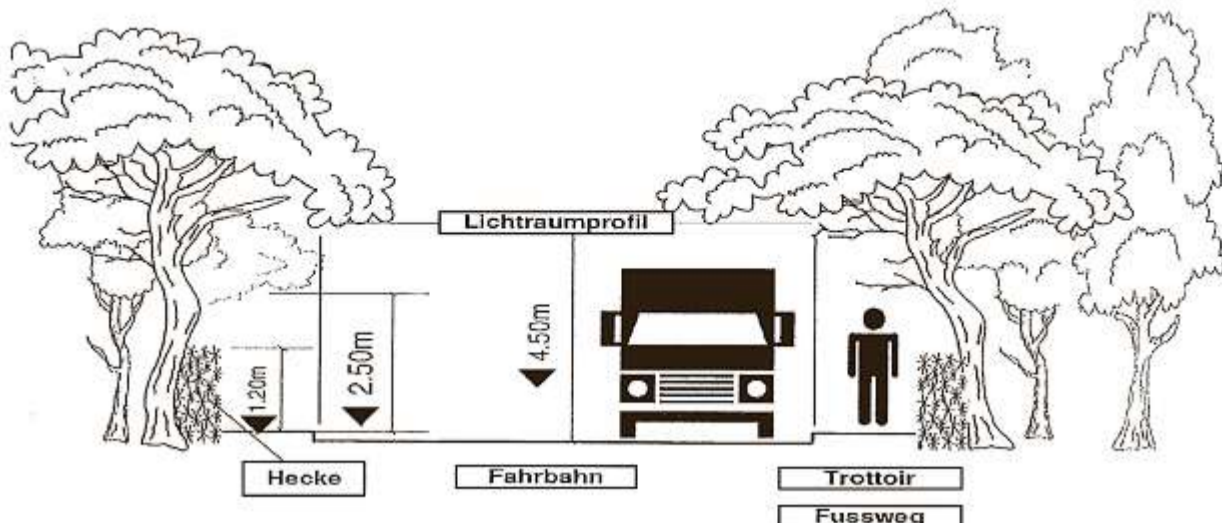 Lichtraumprofil
4.50m
2.50m
1.20m
Hecke
Fahrbahn
Trottoir
Fussweg